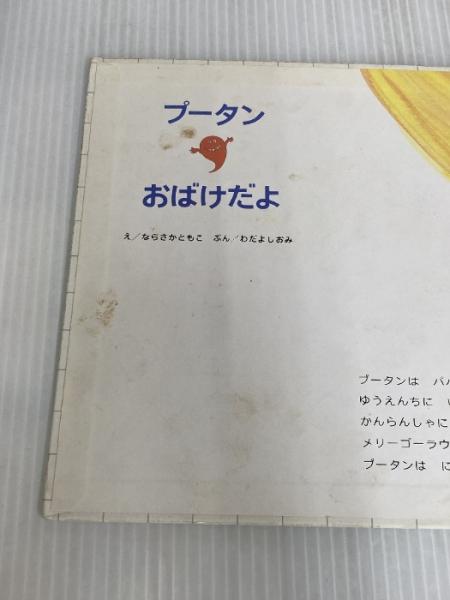 プータン
おばけだよ
え／ならさかともこ　ぶん／わだよしおみ
プータンは　パパ
ゆうえんちに
かんらんしゃに
メリーゴーラウ
プータンは　に